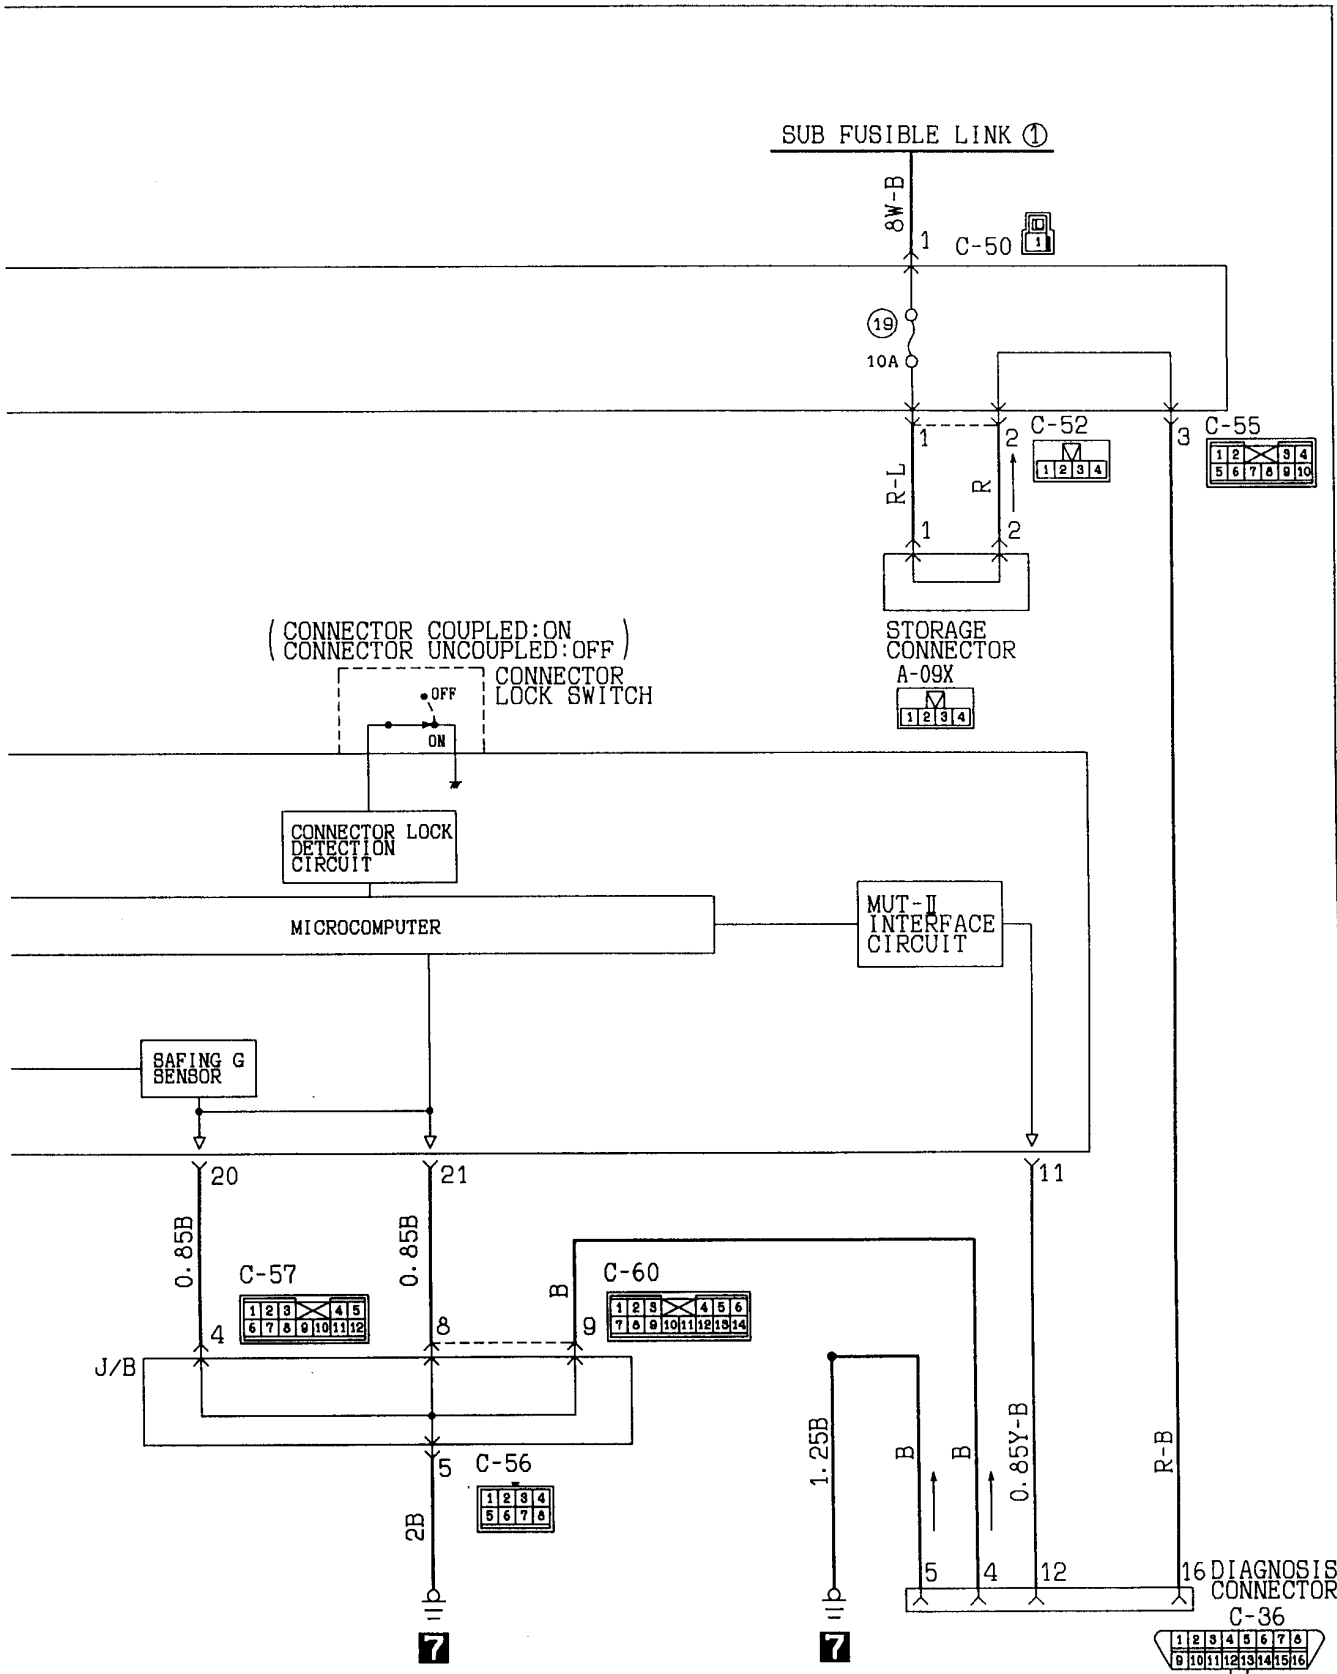 SUB FUSIBLE LINK ①
8W-B
1
C-50
1
19
10A
1
2
C-52
1 2 3 4
3
C-55
1 2 3 4
5 6 7 8 9 10
R-L
R
1
2
STORAGE
CONNECTOR
A-09X
1 2 3 4
(CONNECTOR COUPLED:ON
CONNECTOR UNCOUPLED:OFF)
CONNECTOR
LOCK SWITCH
OFF
ON
CONNECTOR LOCK
DETECTION
CIRCUIT
MICROCOMPUTER
MUT-Ⅱ
INTERFACE
CIRCUIT
SAFING G
SENSOR
20
21
11
0.85B
0.85B
C-57
1 2 3 4 5
6 7 8 9 10 11 12
B
C-60
1 2 3 4 5 6
7 8 9 10 11 12 13 14
4
8
9
J/B
5
C-56
1 2 3 4
5 6 7 8
2B
1.25B
B
B
0.85Y-B
R-B
5
4
12
16
DIAGNOSIS
CONNECTOR
C-36
1 2 3 4 5 6 7 8
9 10 11 12 13 14 15 16
7
7